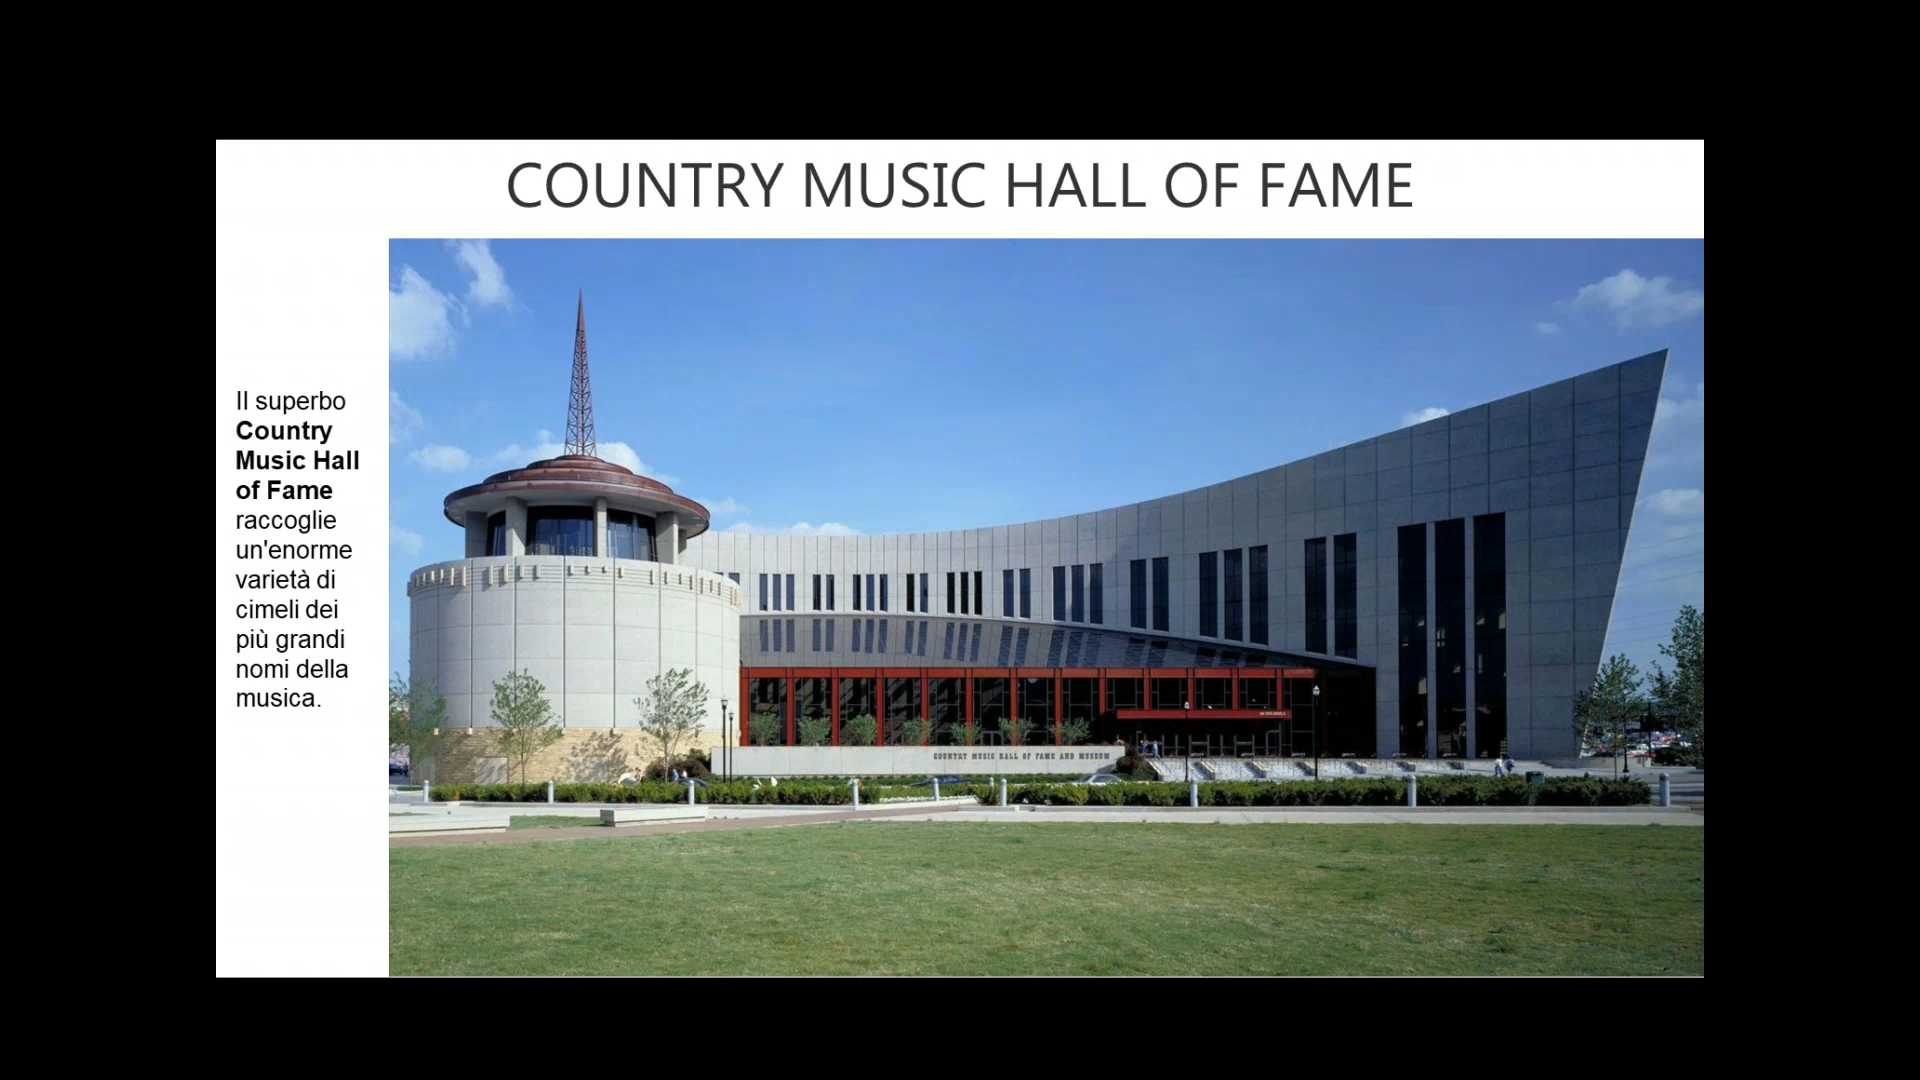 COUNTRY MUSIC HALL OF FAME
Il superbo
Country
Music Hall
of Fame
raccoglie
un'enorme
varietà di
cimeli dei
più grandi
nomi della
musica.
COUNTRY MUSIC HALL OF FAME AND MUSEUM